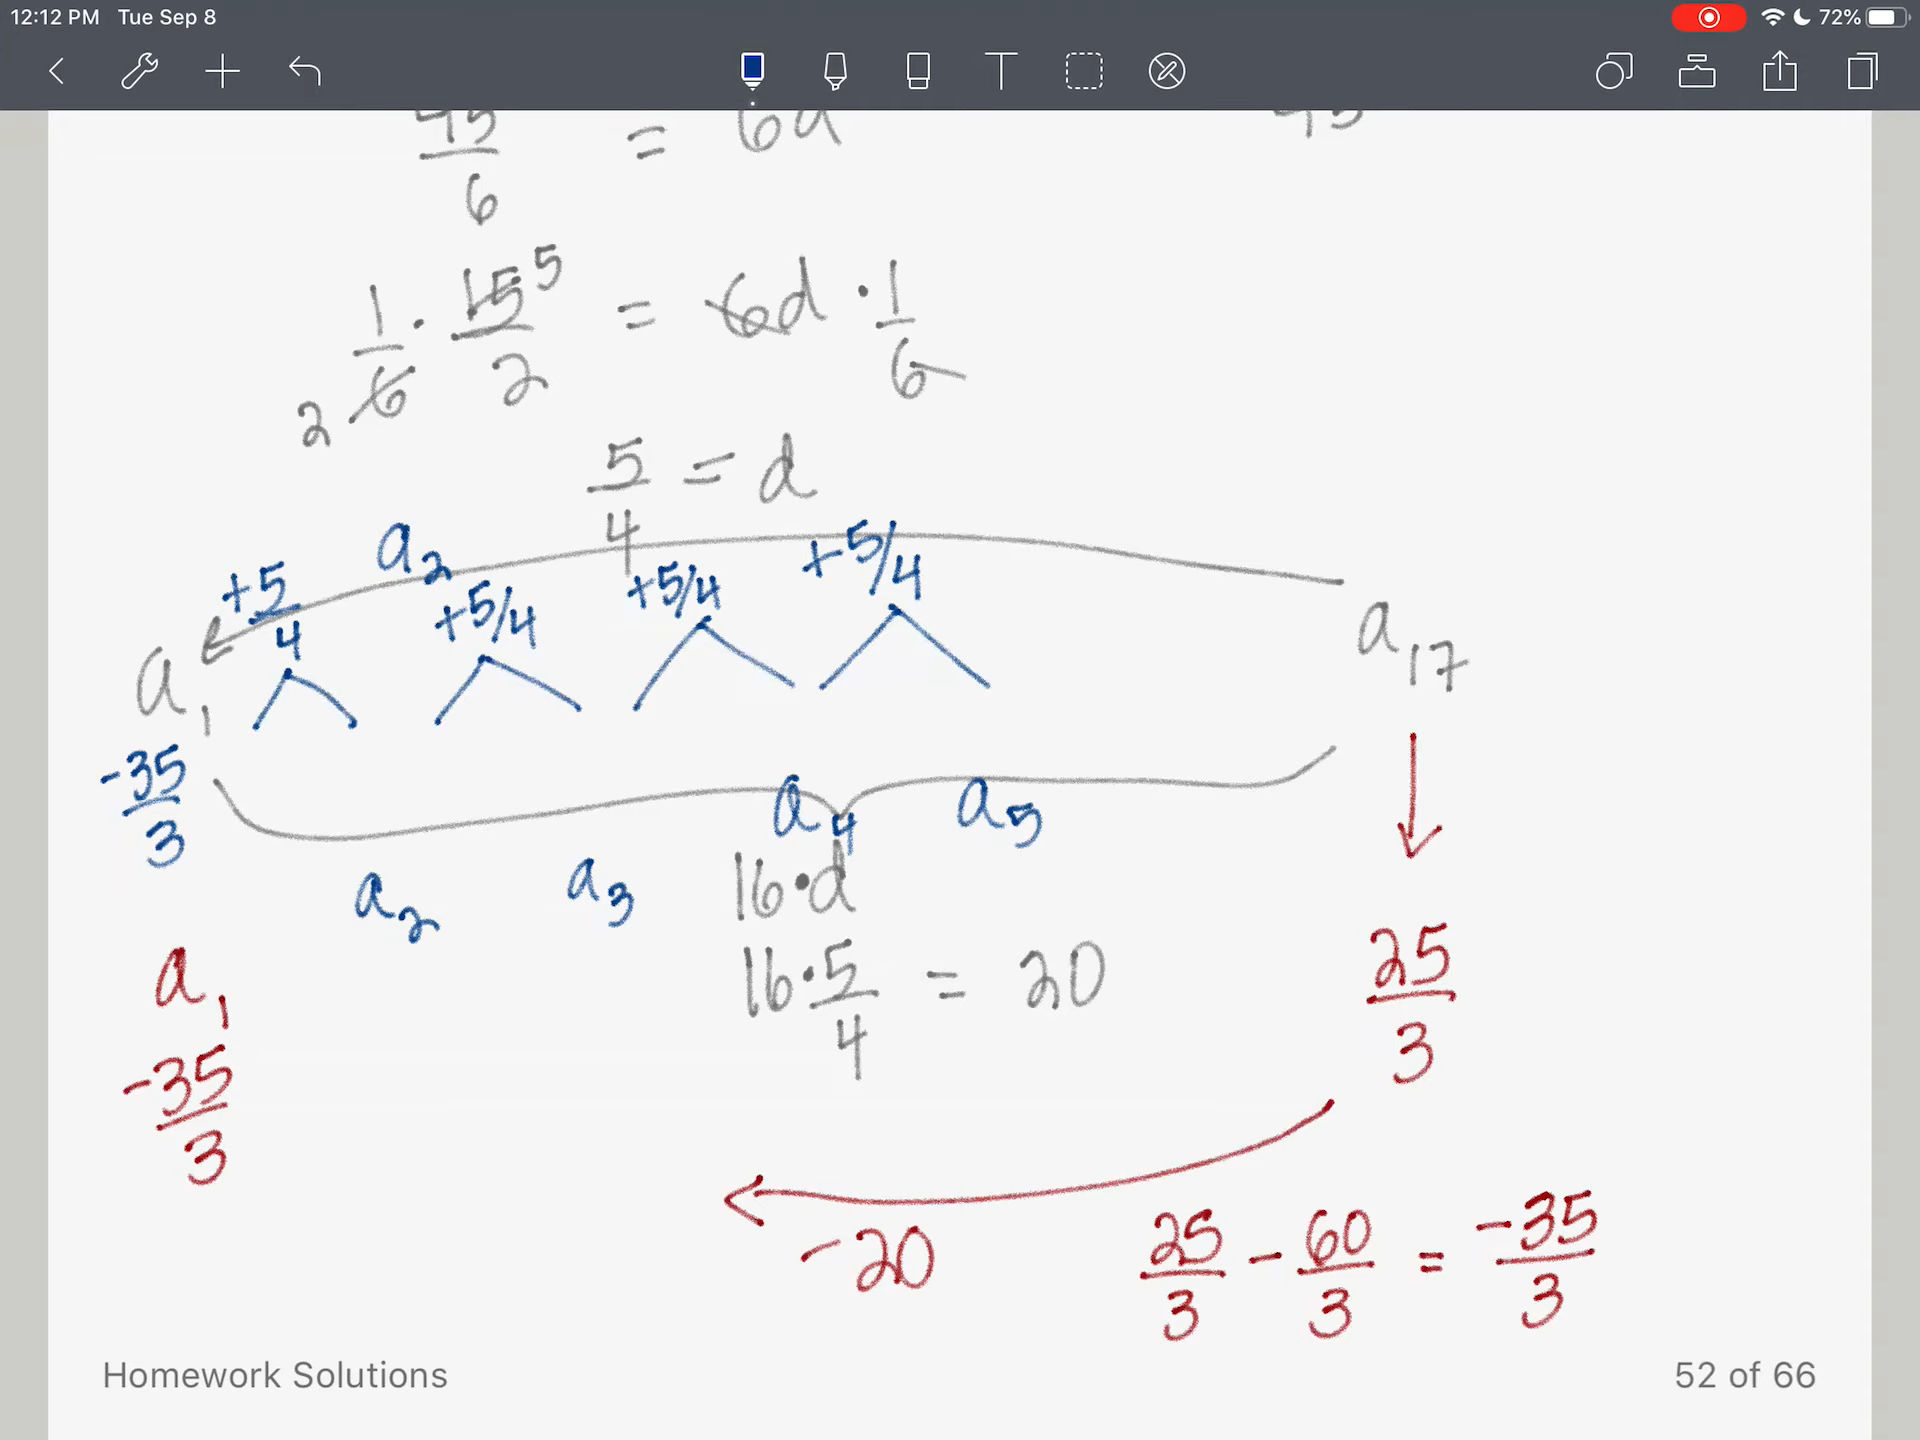 12:12 PM Tue Sep 8 72%
45/6 = 6d 45
1/6 · 15/2 = 6d · 1/6
5
2
5/4 = d
a₂
+5/4 +5/4 +5/4 +5/4
a₁ a₁₇
-35/3 a₄ a₅
a₂ a₃ 16·d
a₁ 16·5/4 = 20 25/3
-35/3
-20 25/3 - 60/3 = -35/3
Homework Solutions 52 of 66